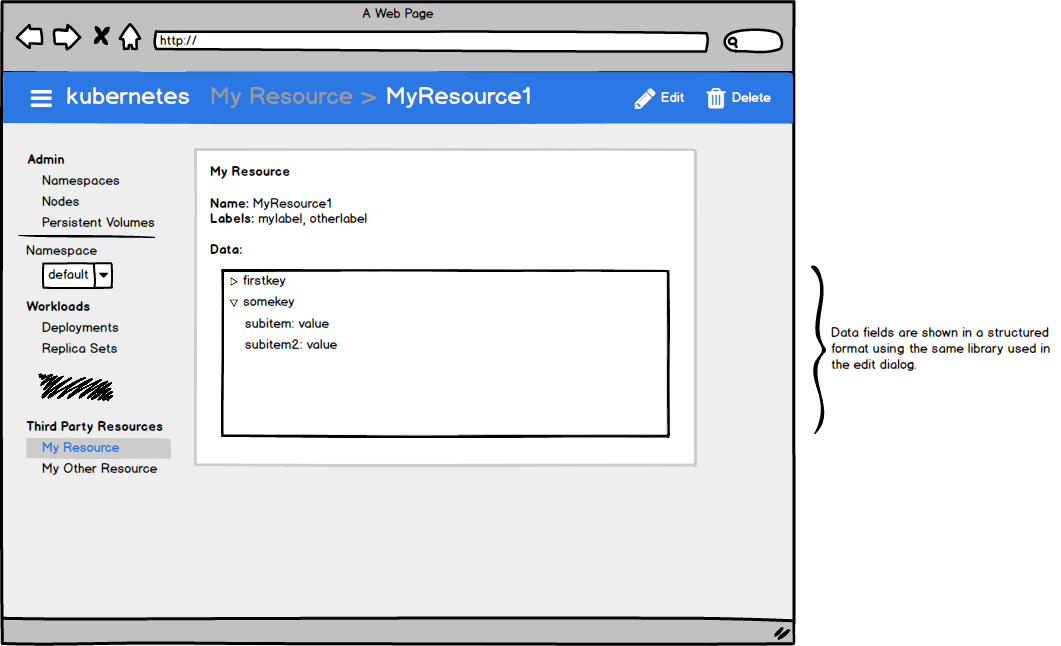 A Web Page
http://
kubernetes My Resource > MyResource1 Edit Delete
Admin
Namespaces
Nodes
Persistent Volumes
Namespace
default
Workloads
Deployments
Replica Sets
Third Party Resources
My Resource
My Other Resource
My Resource
Name: MyResource1
Labels: mylabel, otherlabel
Data:
firstkey
somekey
subitem: value
subitem2: value
Data fields are shown in a structured
format using the same library used in
the edit dialog.